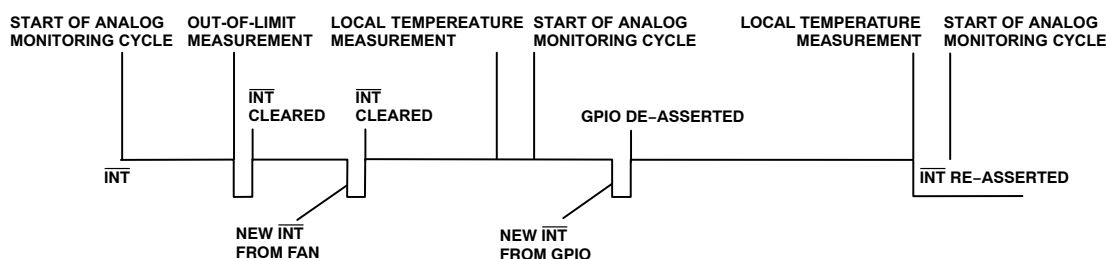 START OF ANALOG
MONITORING CYCLE
OUT-OF-LIMIT
MEASUREMENT
LOCAL TEMPEREATURE
MEASUREMENT
START OF ANALOG
MONITORING CYCLE
LOCAL TEMPERATURE
MEASUREMENT
START OF ANALOG
MONITORING CYCLE
INT
CLEARED
INT
CLEARED
GPIO DE–ASSERTED
INT
INT RE–ASSERTED
NEW INT
FROM FAN
NEW INT
FROM GPIO